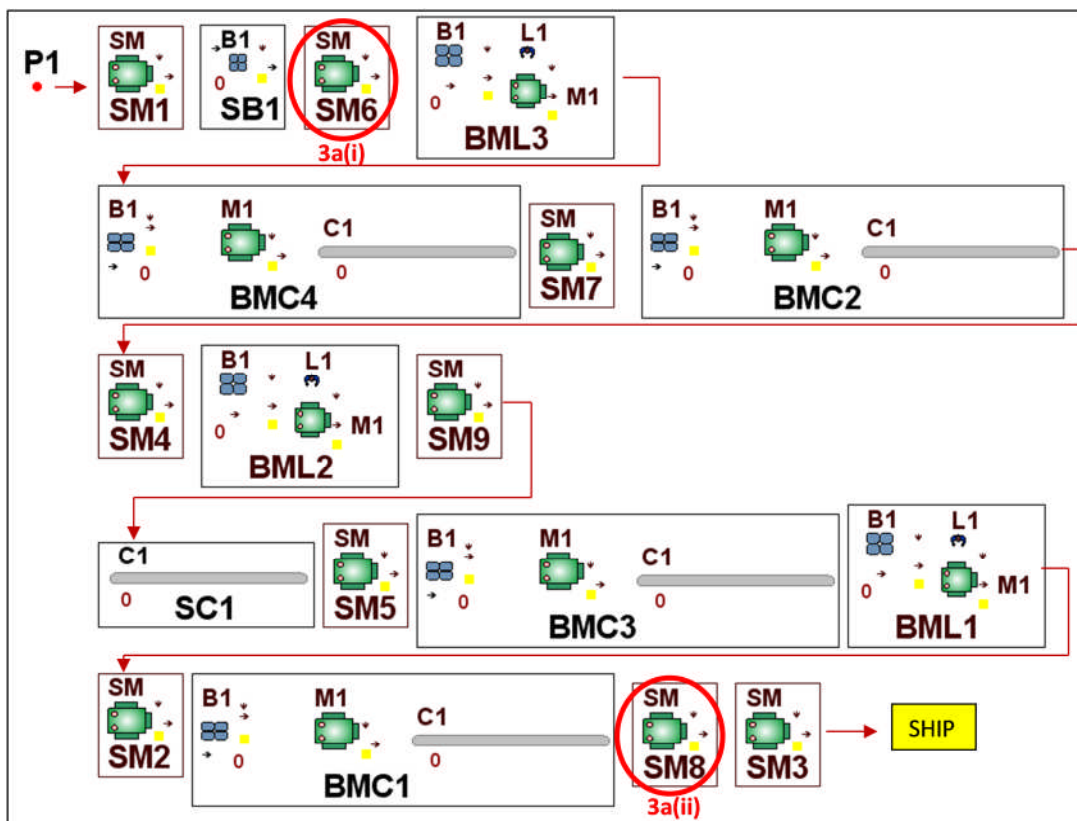 P1
SM
SM1
B1
0
SB1
SM
SM6
3a(i)
B1
L1
0
M1
BML3
B1
M1
C1
0
0
BMC4
SM
SM7
B1
M1
C1
0
0
BMC2
SM
SM4
B1
L1
0
M1
BML2
SM
SM9
C1
0
SC1
SM
SM5
B1
M1
C1
0
0
BMC3
B1
L1
0
M1
BML1
SM
SM2
B1
M1
C1
0
0
BMC1
SM
SM8
3a(ii)
SM
SM3
SHIP